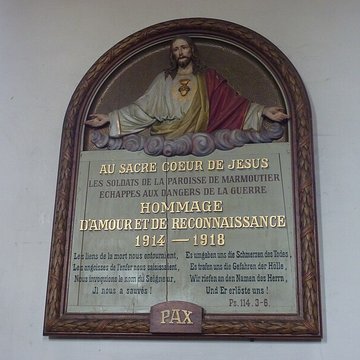 AU SACRE COEUR DE JESUS
LES SOLDATS DE LA PAROISSE DE MARMOUTIER
ECHAPPES AUX DANGERS DE LA GUERRE
HOMMAGE
D'AMOUR ET DE RECONNAISSANCE
1914 — 1918
Les liens de la mort nous entouraient,
Les angoisses de l'enfer nous saisissaient,
Nous invoquions le nom du Seigneur,
Il nous a sauvés!
Es umgaben uns die Schmerzen des Todes,
Es trafen uns die Gefahren der Hölle,
Wir riefen an den Namen des Herrn,
Und Er erlöste uns!
Ps. 114. 3-6.
PAX